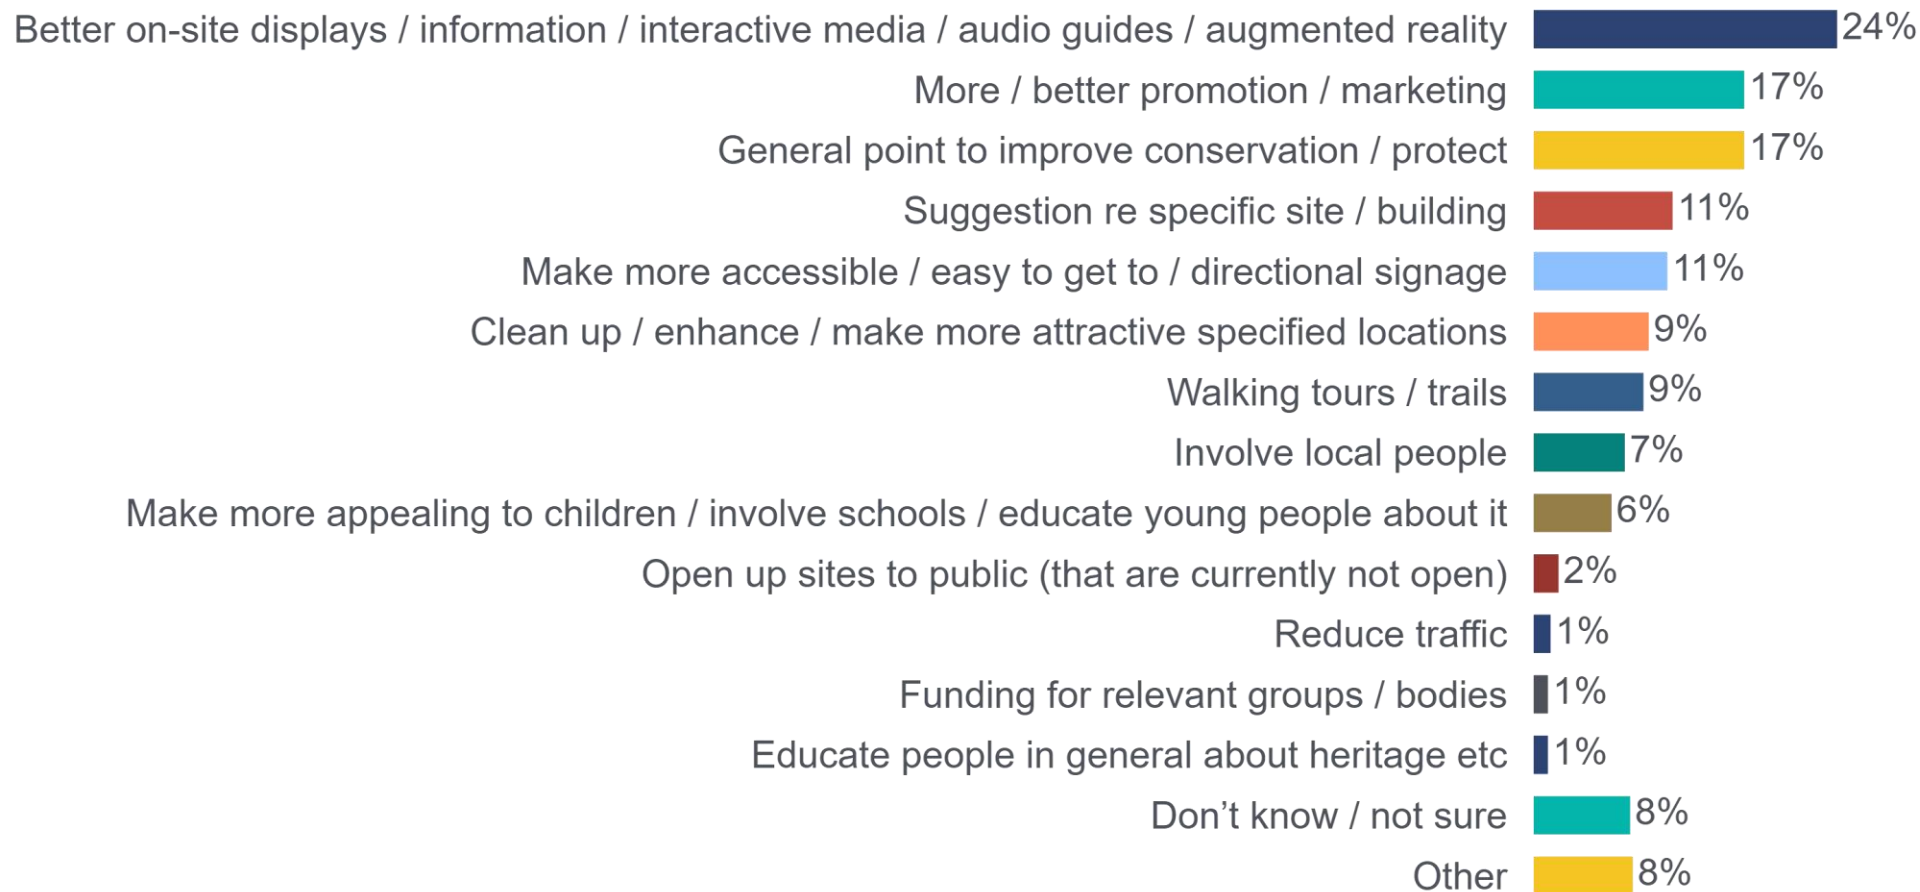 Better on-site displays / information / interactive media / audio guides / augmented reality 24%
More / better promotion / marketing 17%
General point to improve conservation / protect 17%
Suggestion re specific site / building 11%
Make more accessible / easy to get to / directional signage 11%
Clean up / enhance / make more attractive specified locations 9%
Walking tours / trails 9%
Involve local people 7%
Make more appealing to children / involve schools / educate young people about it 6%
Open up sites to public (that are currently not open) 2%
Reduce traffic 1%
Funding for relevant groups / bodies 1%
Educate people in general about heritage etc 1%
Don’t know / not sure 8%
Other 8%